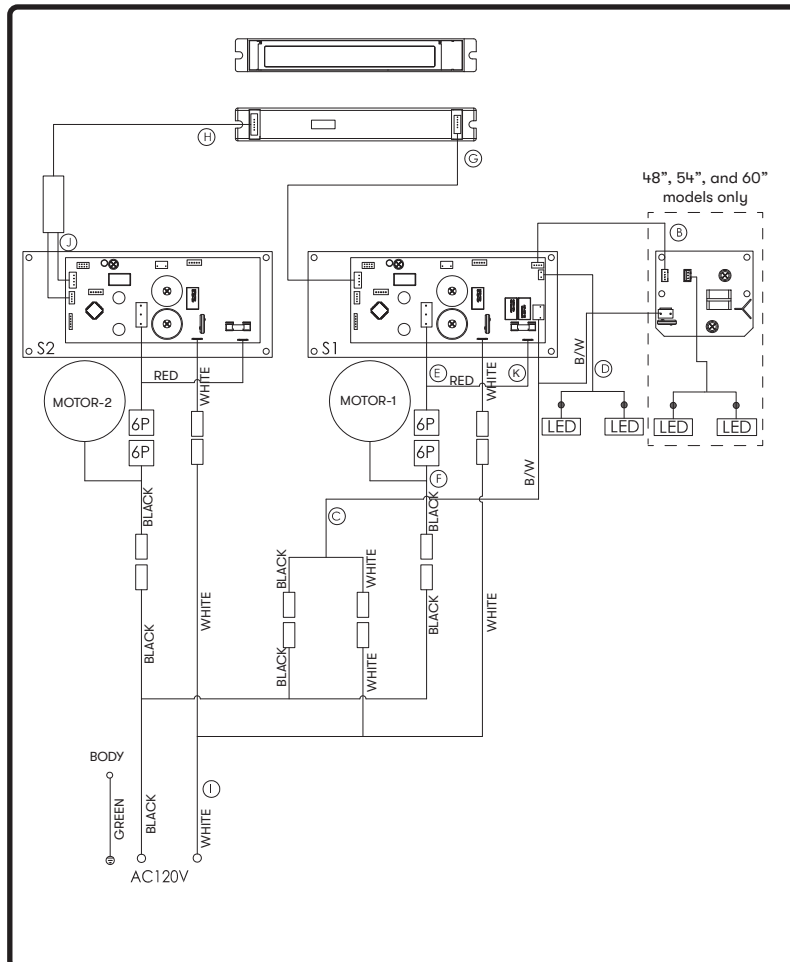 H
G
48”, 54”, and 60”
models only
J
B
S2
S1
E
K
RED
RED
WHITE
WHITE
B/W
D
MOTOR-2
MOTOR-1
6P
6P
6P
6P
LED
LED
LED
LED
F
B/W
BLACK
BLACK
C
BLACK
WHITE
BLACK
WHITE
BLACK
WHITE
BLACK
WHITE
BODY
I
GREEN
BLACK
WHITE
AC120V